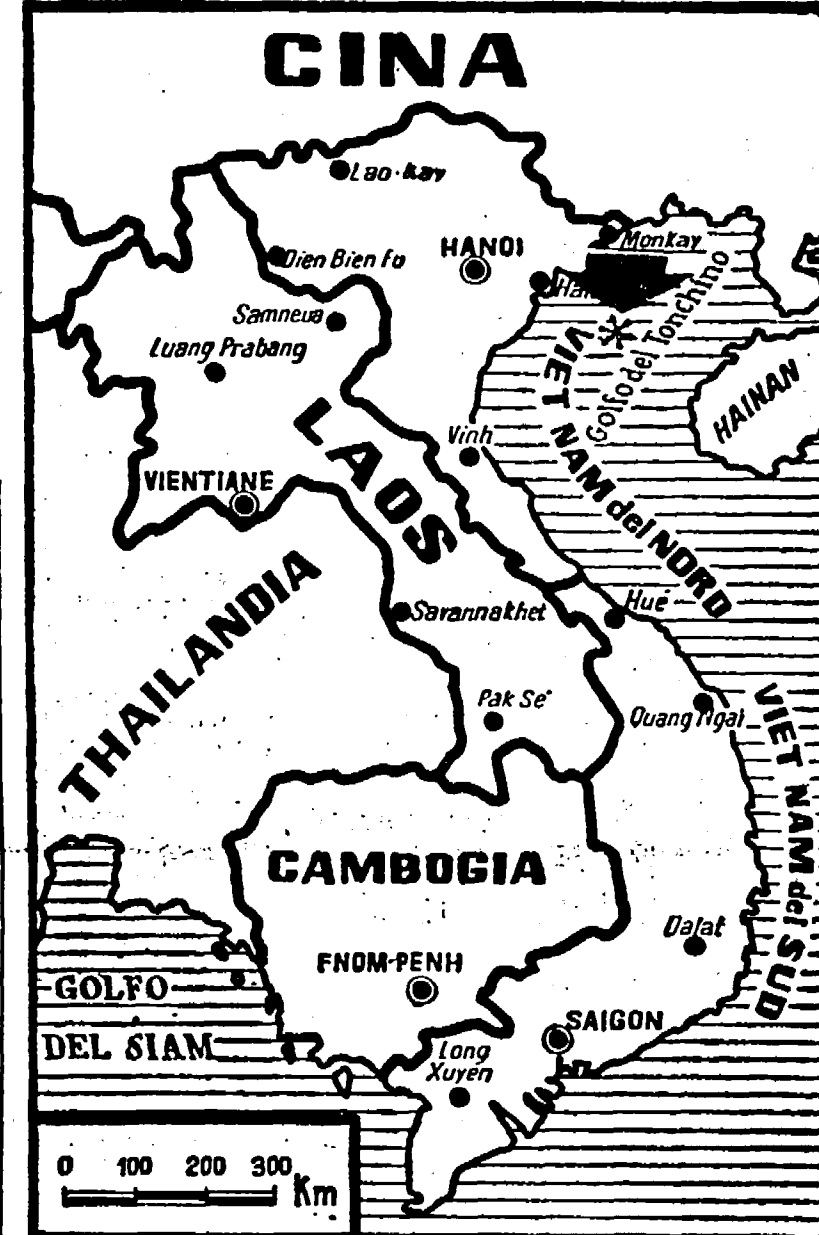 CINA
Lao-kay
Monkay
HANOI
Dien Bien fu
Samneua
Luang Prabang
Golfo del Tonchino
HAINAN
VIET NAM del NORD
LAOS
Vinh
VIENTIANE
THAILANDIA
Savannakhet
Hué
Pak Sé
Quang Ngai
VIET NAM del SUD
CAMBOGIA
Dalat
FNOM-PENH
GOLFO
DEL SIAM
SAIGON
Long
Xuyen
0 100 200 300 Km